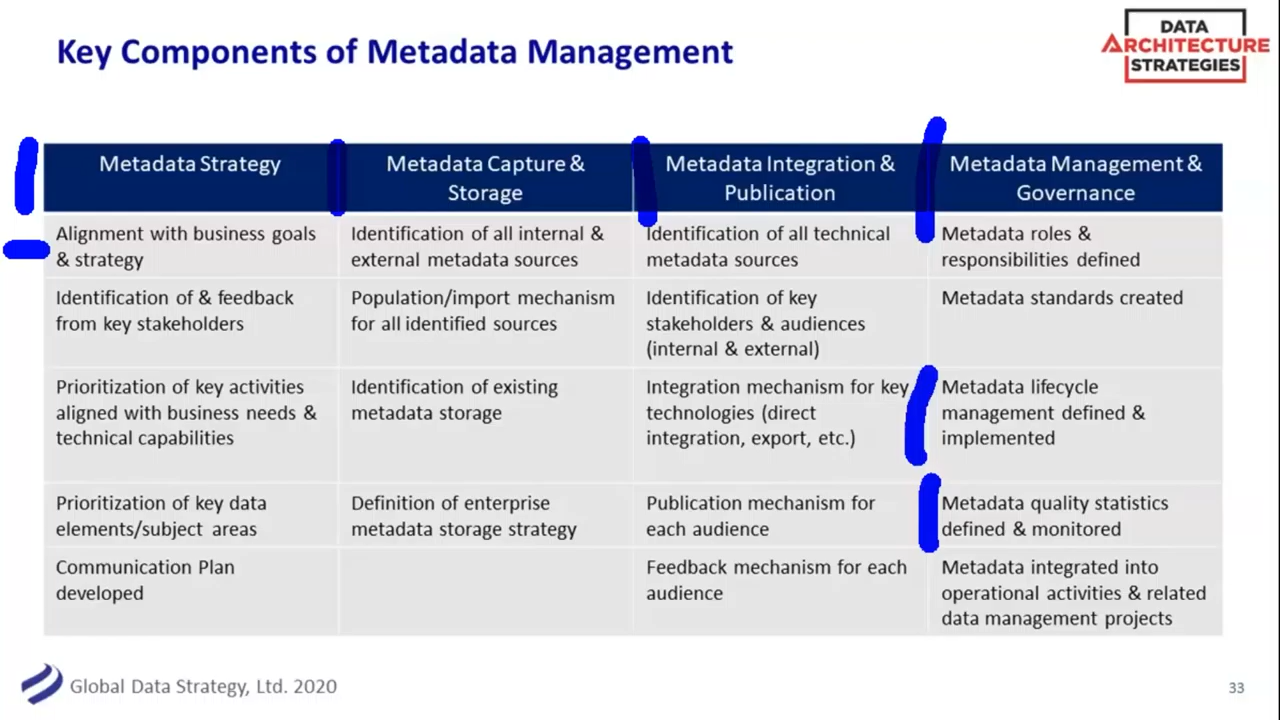 Key Components of Metadata Management
DATA
ARCHITECTURE
STRATEGIES
Metadata Strategy
Metadata Capture &
Storage
Metadata Integration &
Publication
Metadata Management &
Governance
Alignment with business goals
& strategy
Identification of all internal &
external metadata sources
Identification of all technical
metadata sources
Metadata roles &
responsibilities defined
Identification of & feedback
from key stakeholders
Population/import mechanism
for all identified sources
Identification of key
stakeholders & audiences
(internal & external)
Metadata standards created
Prioritization of key activities
aligned with business needs &
technical capabilities
Identification of existing
metadata storage
Integration mechanism for key
technologies (direct
integration, export, etc.)
Metadata lifecycle
management defined &
implemented
Prioritization of key data
elements/subject areas
Definition of enterprise
metadata storage strategy
Publication mechanism for
each audience
Metadata quality statistics
defined & monitored
Communication Plan
developed
Feedback mechanism for each
audience
Metadata integrated into
operational activities & related
data management projects
Global Data Strategy, Ltd. 2020
33